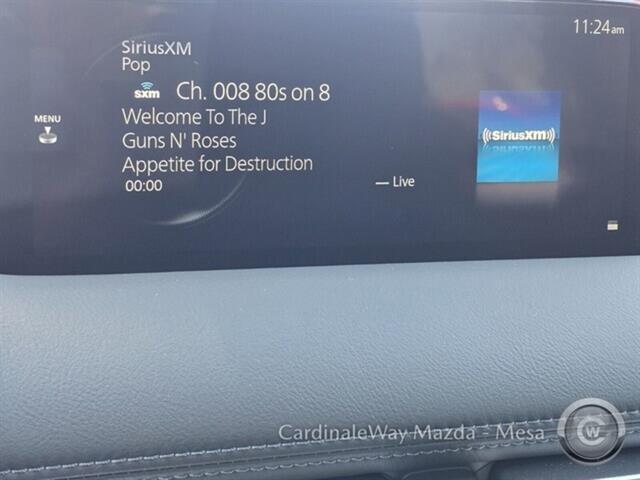 11:24am
SiriusXM
Pop
sxm Ch. 008 80s on 8
MENU
Welcome To The J
Guns N' Roses
Appetite for Destruction
00:00
Live
((SiriusXM))
CardinaleWay Mazda - Mesa
C W